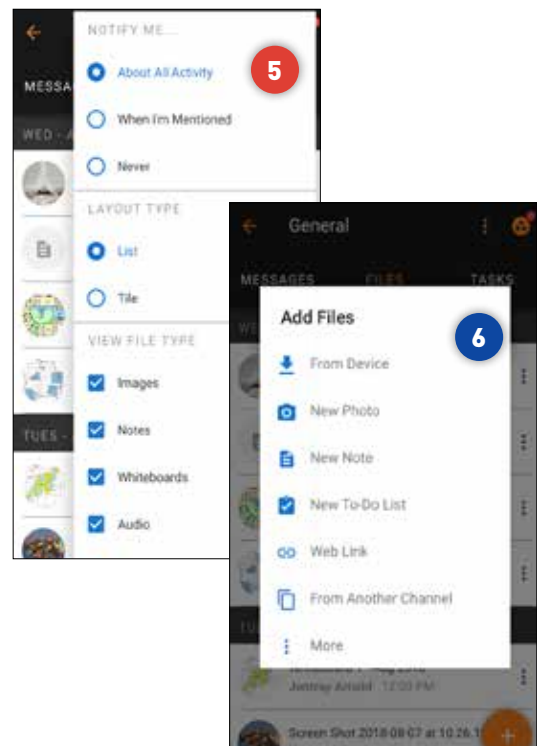 NOTIFY ME...
About All Activity
5
MESSA
When I'm Mentioned
WED - A
Never
LAYOUT TYPE
List
Tile
VIEW FILE TYPE
Images
TUES -
Notes
Whiteboards
Audio
General
MESSAGES FILES TASKS
Add Files
6
From Device
New Photo
New Note
New To-Do List
Web Link
From Another Channel
TU
More
12:00 PM
Screen Shot 2018-08-07 at 10.26.1